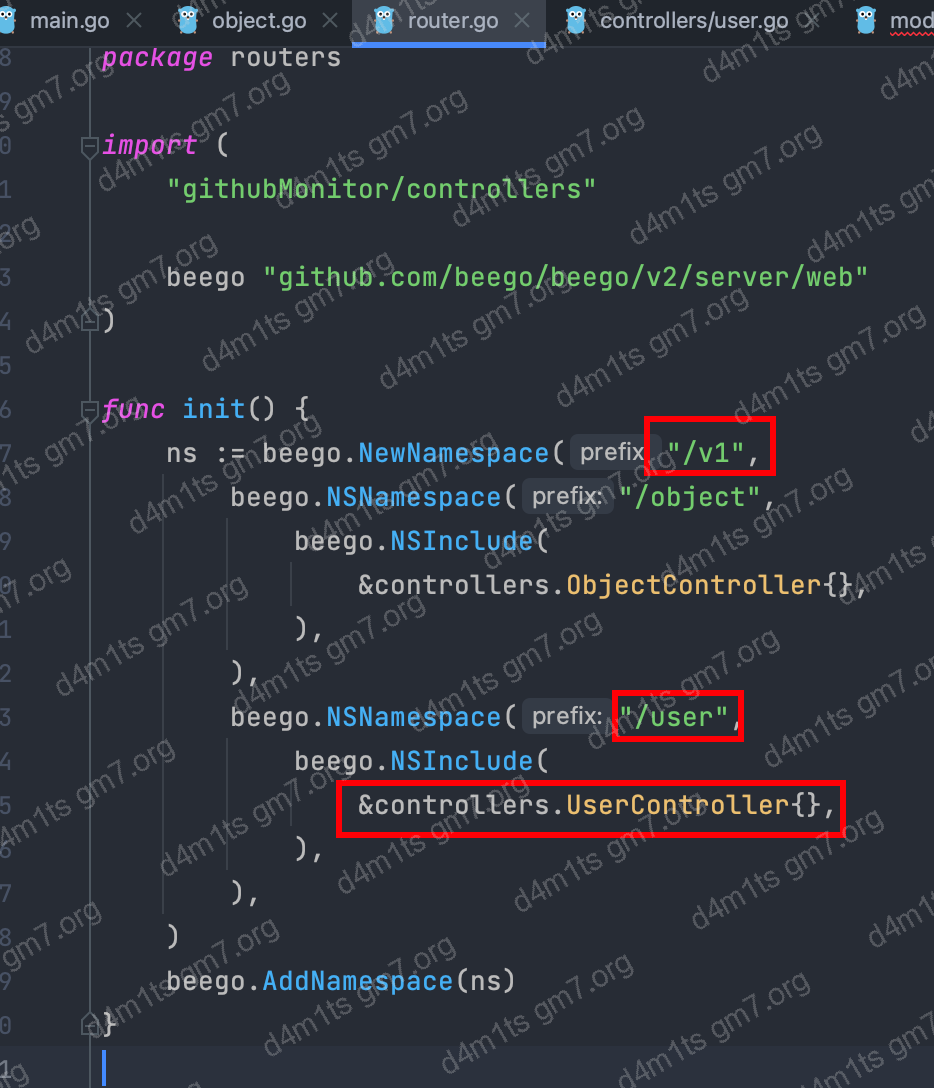 main.go object.go router.go controllers/user.go mod
8 package routers
9
0 import (
1 "githubMonitor/controllers"
2
3 beego "github.com/beego/beego/v2/server/web"
4 )
5
6 func init() {
7 ns := beego.NewNamespace( prefix: "/v1",
8 beego.NSNamespace( prefix: "/object",
9 beego.NSInclude(
0 &controllers.ObjectController{},
1 ),
2 ),
3 beego.NSNamespace( prefix: "/user",
4 beego.NSInclude(
5 &controllers.UserController{},
6 ),
7 ),
8 )
9 beego.AddNamespace(ns)
0 }
1
d4m1ts gm7.org